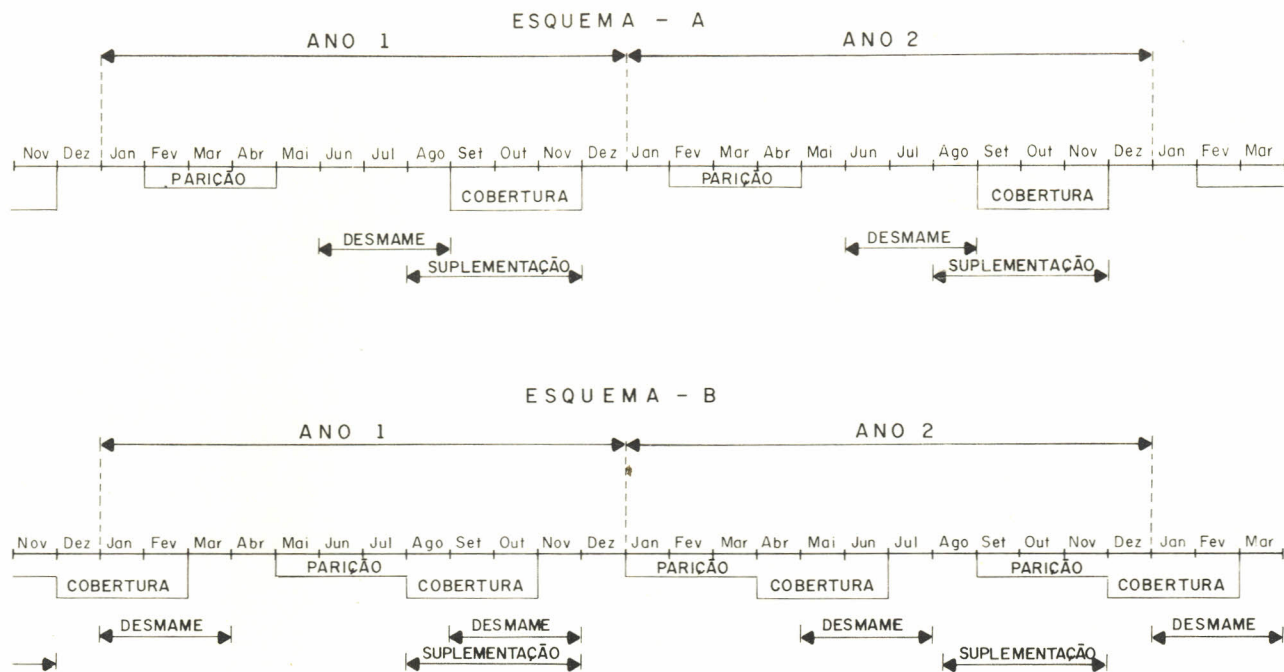 ESQUEMA - A
ANO 1 ANO 2
Nov Dez Jan Fev Mar Abr Mai Jun Jul Ago Set Out Nov Dez Jan Fev Mar Abr Mai Jun Jul Ago Set Out Nov Dez Jan Fev Mar
PARIÇÃO PARIÇÃO
COBERTURA COBERTURA
DESMAME DESMAME
SUPLEMENTAÇÃO SUPLEMENTAÇÃO
ESQUEMA - B
ANO 1 ANO 2
Nov Dez Jan Fev Mar Abr Mai Jun Jul Ago Set Out Nov Dez Jan Fev Mar Abr Mai Jun Jul Ago Set Out Nov Dez Jan Fev Mar
PARIÇÃO PARIÇÃO PARIÇÃO
COBERTURA COBERTURA COBERTURA COBERTURA
DESMAME DESMAME DESMAME DESMAME
SUPLEMENTAÇÃO SUPLEMENTAÇÃO